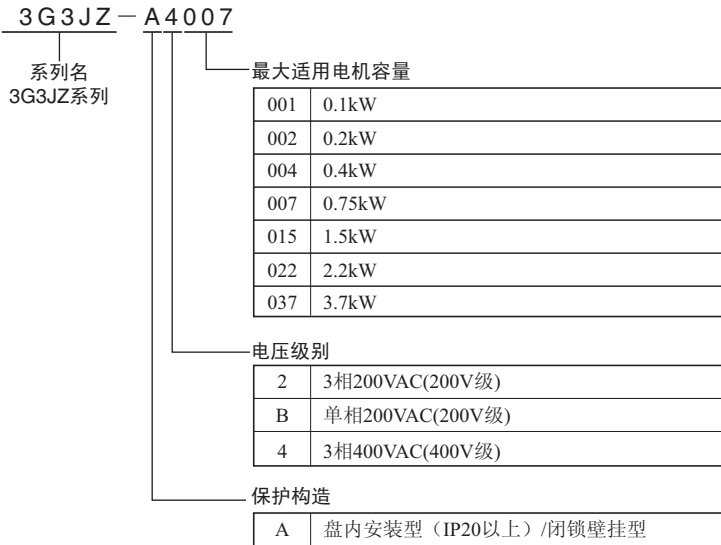 3G3JZ－A4007
系列名
3G3JZ系列
最大适用电机容量
001 0.1kW
002 0.2kW
004 0.4kW
007 0.75kW
015 1.5kW
022 2.2kW
037 3.7kW
电压级别
2 3相200VAC(200V级)
B 单相200VAC(200V级)
4 3相400VAC(400V级)
保护构造
A 盘内安装型（IP20以上）/闭锁壁挂型